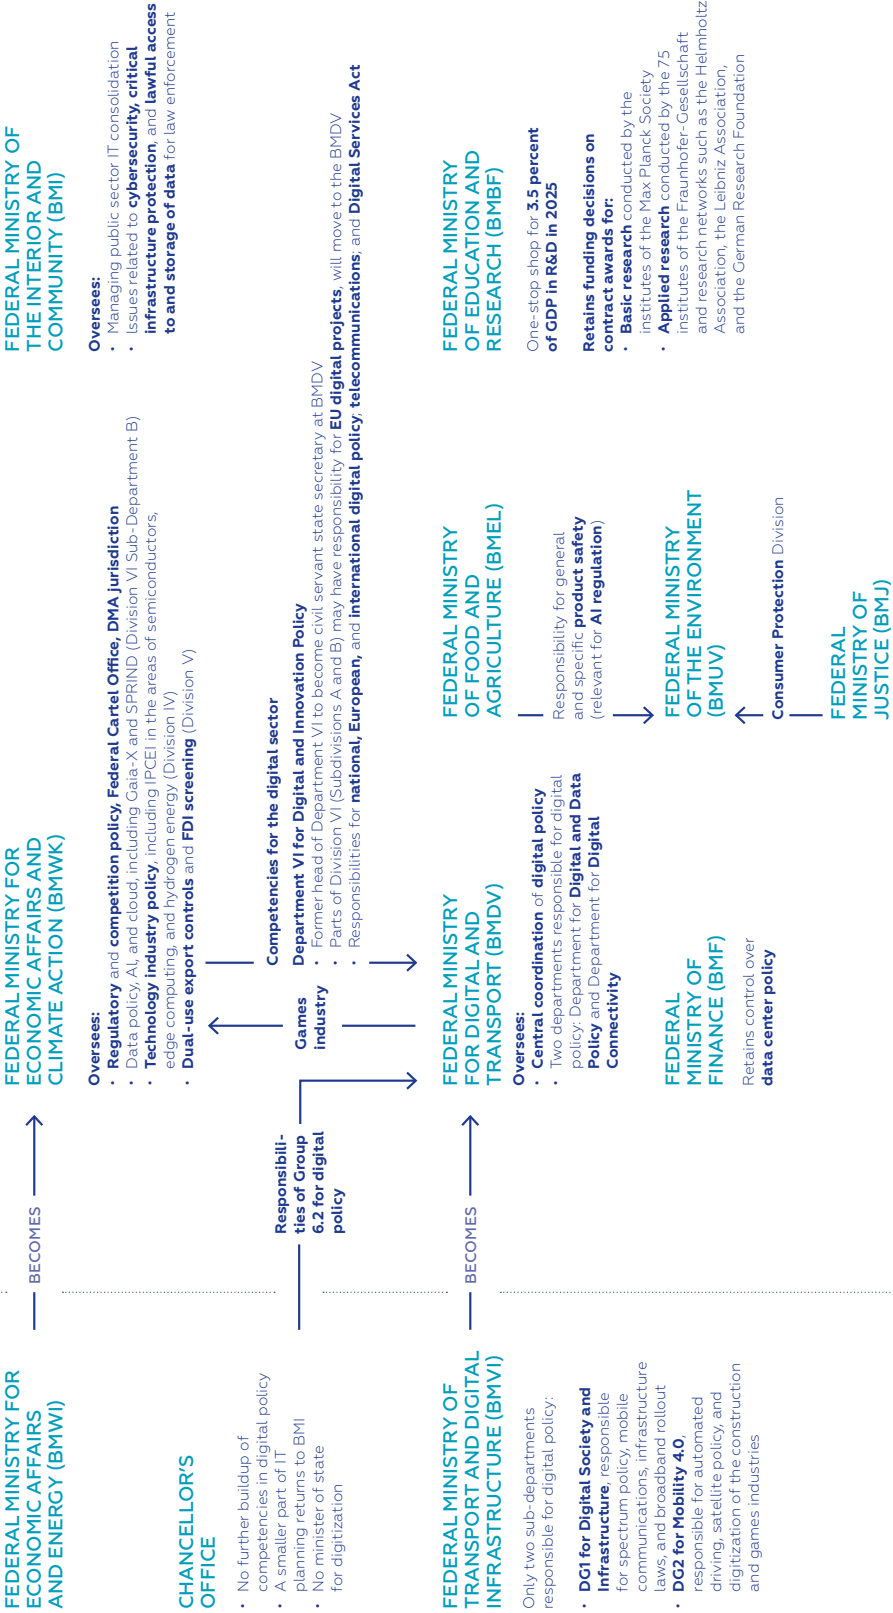 FEDERAL MINISTRY FOR
ECONOMIC AFFAIRS
AND ENERGY (BMWI)
BECOMES
FEDERAL MINISTRY FOR
ECONOMIC AFFAIRS AND
CLIMATE ACTION (BMWK)
Oversees:
• Regulatory and competition policy, Federal Cartel Office, DMA jurisdiction
• Data policy, AI, and cloud, including Gaia-X and SPRIND (Division VI Sub-Department B)
• Technology industry policy, including IPCEI in the areas of semiconductors,
edge computing, and hydrogen energy (Division IV)
• Dual-use export controls and FDI screening (Division V)
FEDERAL MINISTRY OF
THE INTERIOR AND
COMMUNITY (BMI)
Oversees:
• Managing public sector IT consolidation
• Issues related to cybersecurity, critical
infrastructure protection, and lawful access
to and storage of data for law enforcement
CHANCELLOR'S
OFFICE
• No further buildup of
competencies in digital policy
• A smaller part of IT
planning returns to BMI
• No minister of state
for digitization
Responsibili-
ties of Group
6.2 for digital
policy
Games
industry
Competencies for the digital sector
Department VI for Digital and Innovation Policy
• Former head of Department VI to become civil servant state secretary at BMDV
• Parts of Division VI (Subdivisions A and B) may have responsibility for EU digital projects, will move to the BMDV
• Responsibilities for national, European, and international digital policy; telecommunications; and Digital Services Act
FEDERAL MINISTRY OF
TRANSPORT AND DIGITAL
INFRASTRUCTURE (BMVI)
Only two sub-departments
responsible for digital policy:
• DG1 for Digital Society and
Infrastructure, responsible
for spectrum policy, mobile
communications, infrastructure
laws, and broadband rollout
• DG2 for Mobility 4.0,
responsible for automated
driving, satellite policy, and
digitization of the construction
and games industries
BECOMES
FEDERAL MINISTRY
FOR DIGITAL AND
TRANSPORT (BMDV)
Oversees:
• Central coordination of digital policy
• Two departments responsible for digital
policy: Department for Digital and Data
Policy and Department for Digital
Connectivity
FEDERAL
MINISTRY OF
FINANCE (BMF)
Retains control over
data center policy
FEDERAL MINISTRY
OF FOOD AND
AGRICULTURE (BMEL)
Responsibility for general
and specific product safety
(relevant for AI regulation)
FEDERAL MINISTRY
OF THE ENVIRONMENT
(BMUV)
Consumer Protection Division
FEDERAL
MINISTRY OF
JUSTICE (BMJ)
FEDERAL MINISTRY
OF EDUCATION AND
RESEARCH (BMBF)
One-stop shop for 3.5 percent
of GDP in R&D in 2025
Retains funding decisions on
contract awards for:
• Basic research conducted by the
institutes of the Max Planck Society
• Applied research conducted by the 75
institutes of the Fraunhofer-Gesellschaft
and research networks such as the Helmholtz
Association, the Leibniz Association,
and the German Research Foundation